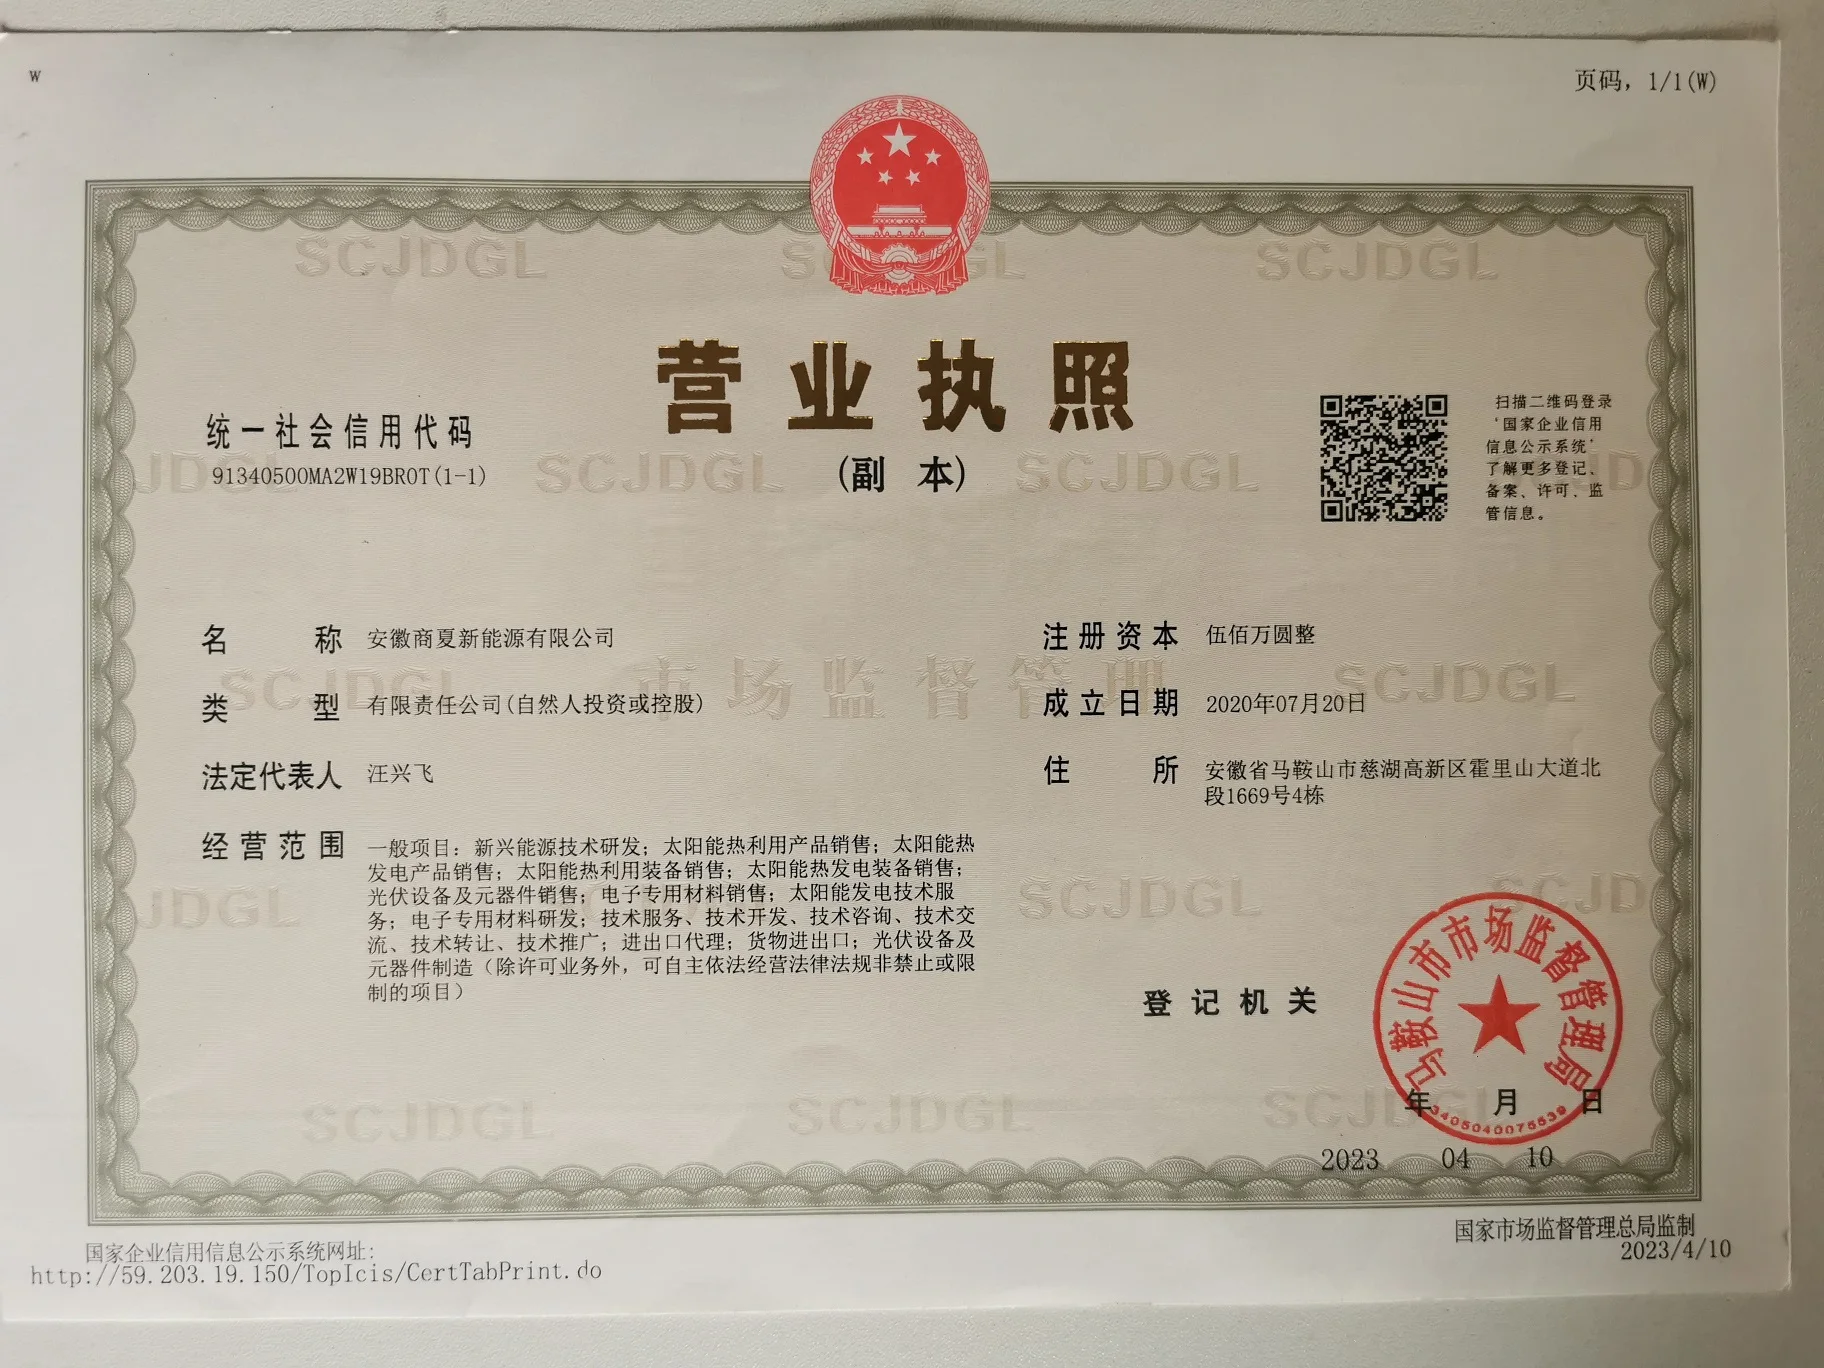 W
页码，1/1(W)
营业执照
(副 本)
统一社会信用代码
91340500MA2W19BR0T(1-1)
扫描二维码登录
‘国家企业信用
信息公示系统’
了解更多登记、
备案、许可、监
管信息。
名称 安徽商夏新能源有限公司
类型 有限责任公司(自然人投资或控股)
法定代表人 汪兴飞
经营范围 一般项目：新兴能源技术研发；太阳能热利用产品销售；太阳能热
发电产品销售；太阳能热利用装备销售；太阳能热发电装备销售；
光伏设备及元器件销售；电子专用材料销售；太阳能发电技术服
务；电子专用材料研发；技术服务、技术开发、技术咨询、技术交
流、技术转让、技术推广；进出口代理；货物进出口；光伏设备及
元器件制造（除许可业务外，可自主依法经营法律法规非禁止或限
制的项目）
注册资本 伍佰万圆整
成立日期 2020年07月20日
住所 安徽省马鞍山市慈湖高新区霍里山大道北
段1669号4栋
登记机关
马鞍山市市场监督管理局
3405040075539
年 月 日
2023 04 10
国家企业信用信息公示系统网址:
http://59.203.19.150/TopIcis/CertTabPrint.do
国家市场监督管理总局监制
2023/4/10
SCJDGL
市场监督管理